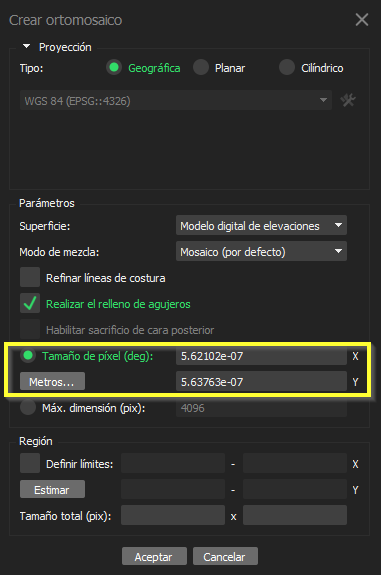 Crear ortomosaico
Proyección
Tipo: Geográfica Planar Cilíndrico
WGS 84 (EPSG::4326)
Parámetros
Superficie: Modelo digital de elevaciones
Modo de mezcla: Mosaico (por defecto)
Refinar líneas de costura
Realizar el relleno de agujeros
Habilitar sacrificio de cara posterior
Tamaño de píxel (deg): 5.62102e-07 X
Metros... 5.63763e-07 Y
Máx. dimensión (pix): 4096
Región
Definir límites: - X
Estimar - Y
Tamaño total (pix): x
Aceptar Cancelar